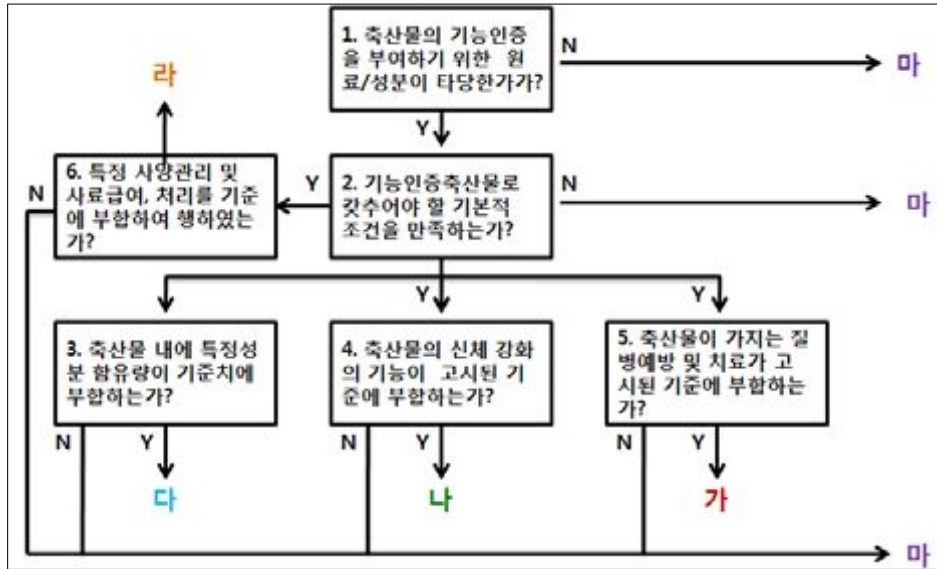 1. 축산물의 기능인증
을 부여하기 위한 원
료/성분이 타당한가가?
N
마
라
Y
6. 특정 사양관리 및
사료급여, 처리를 기준
에 부합하여 행하였는
가?
N
Y
2. 기능인증축산물로
갖추어야 할 기본적
조건을 만족하는가?
N
마
Y
Y
Y
3. 축산물 내에 특정성
분 함유량이 기준치에
부합하는가?
4. 축산물의 신체 강화
의 기능이 고시된 기
준에 부합하는가?
5. 축산물이 가지는 질
병예방 및 치료가 고
시된 기준에 부합하는
가?
N
Y
N
Y
N
Y
다
나
가
마